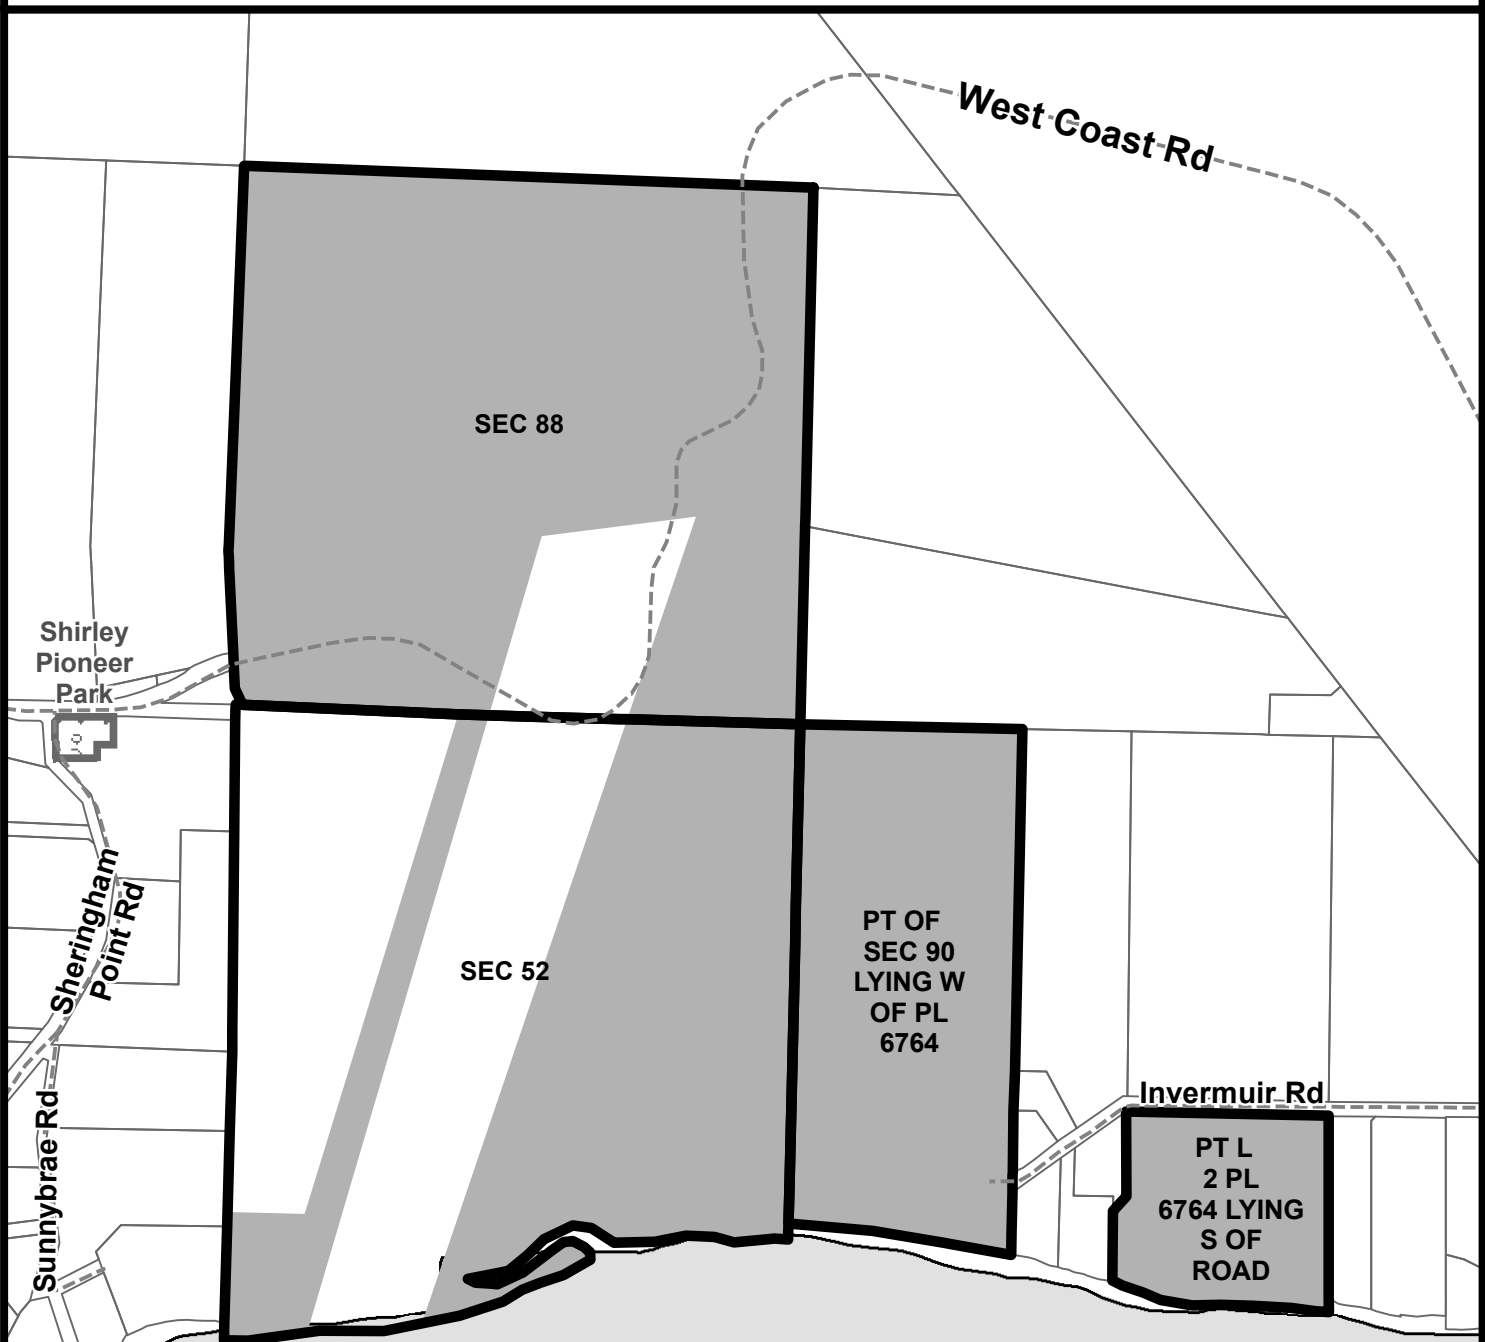 West Coast Rd
SEC 88
Shirley
Pioneer
Park
Sheringham
Point Rd
SEC 52
PT OF
SEC 90
LYING W
OF PL
6764
Invermuir Rd
Sunnybrae Rd
PT L
2 PL
6764 LYING
S OF
ROAD